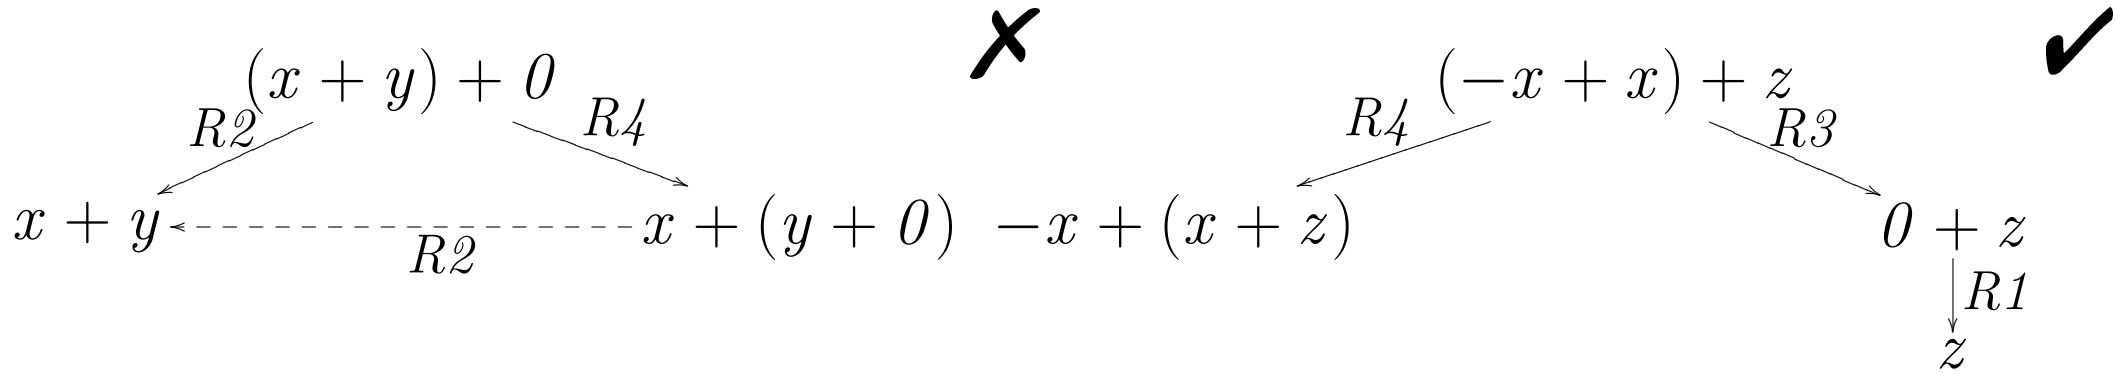 ✗ ✓
(x + y) + 0 (−x + x) + z
R2 R4 R4 R3
x + y x + (y + 0) −x + (x + z) 0 + z
R2 R1
z